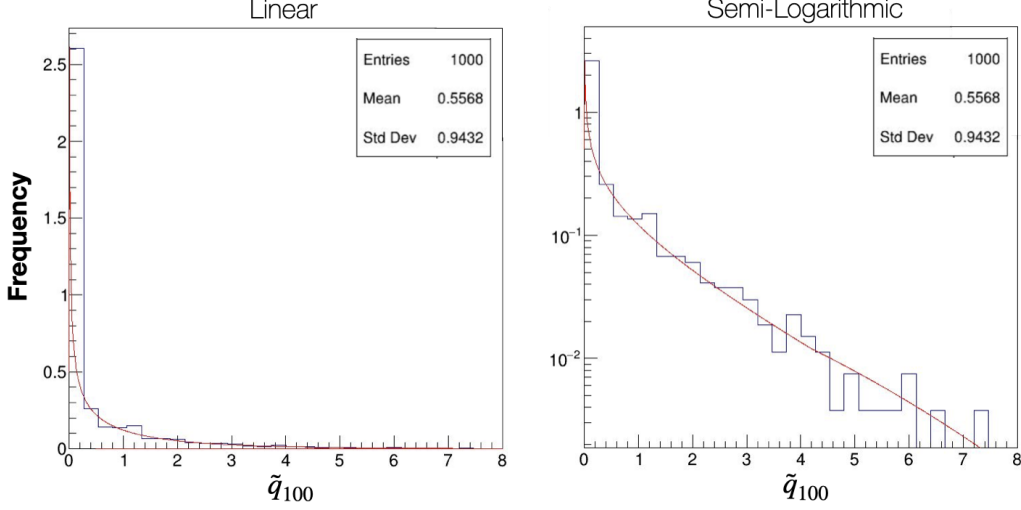 Linear
Entries 1000
Mean 0.5568
Std Dev 0.9432
2.5
2
1.5
1
0.5
0
Frequency
0 1 2 3 4 5 6 7 8
q̃₁₀₀
Semi-Logarithmic
Entries 1000
Mean 0.5568
Std Dev 0.9432
1
10⁻¹
10⁻²
0 1 2 3 4 5 6 7 8
q̃₁₀₀